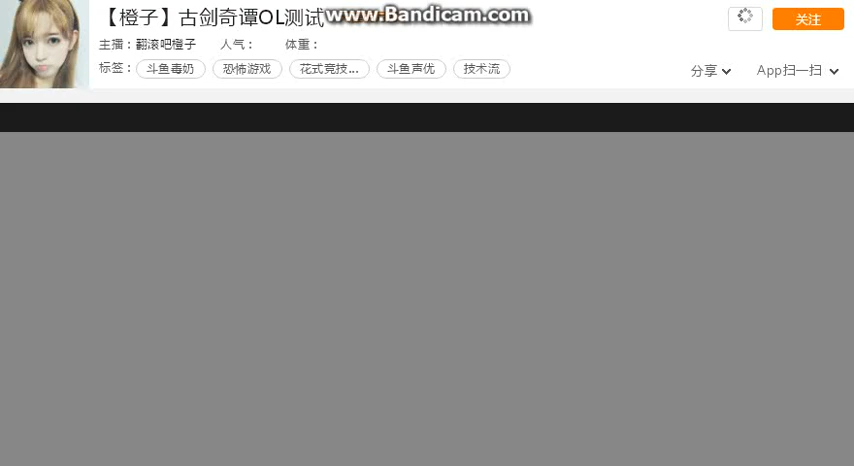 【橙子】古剑奇谭OL测试
www.Bandicam.com
关注
主播：翻滚吧橙子 人气： 体重：
标签： 斗鱼毒奶 恐怖游戏 花式竞技... 斗鱼声优 技术流
分享 App扫一扫